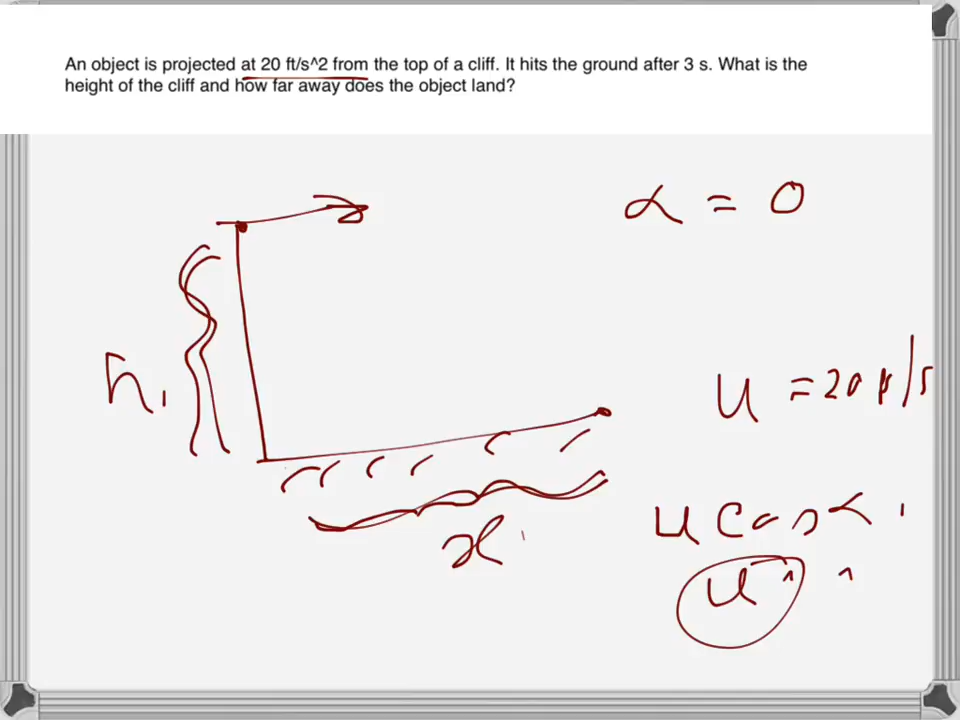 An object is projected at 20 ft/s^2 from the top of a cliff. It hits the ground after 3 s. What is the
height of the cliff and how far away does the object land?
α = 0
h
u = 20 ft/s
u cos α
u
x